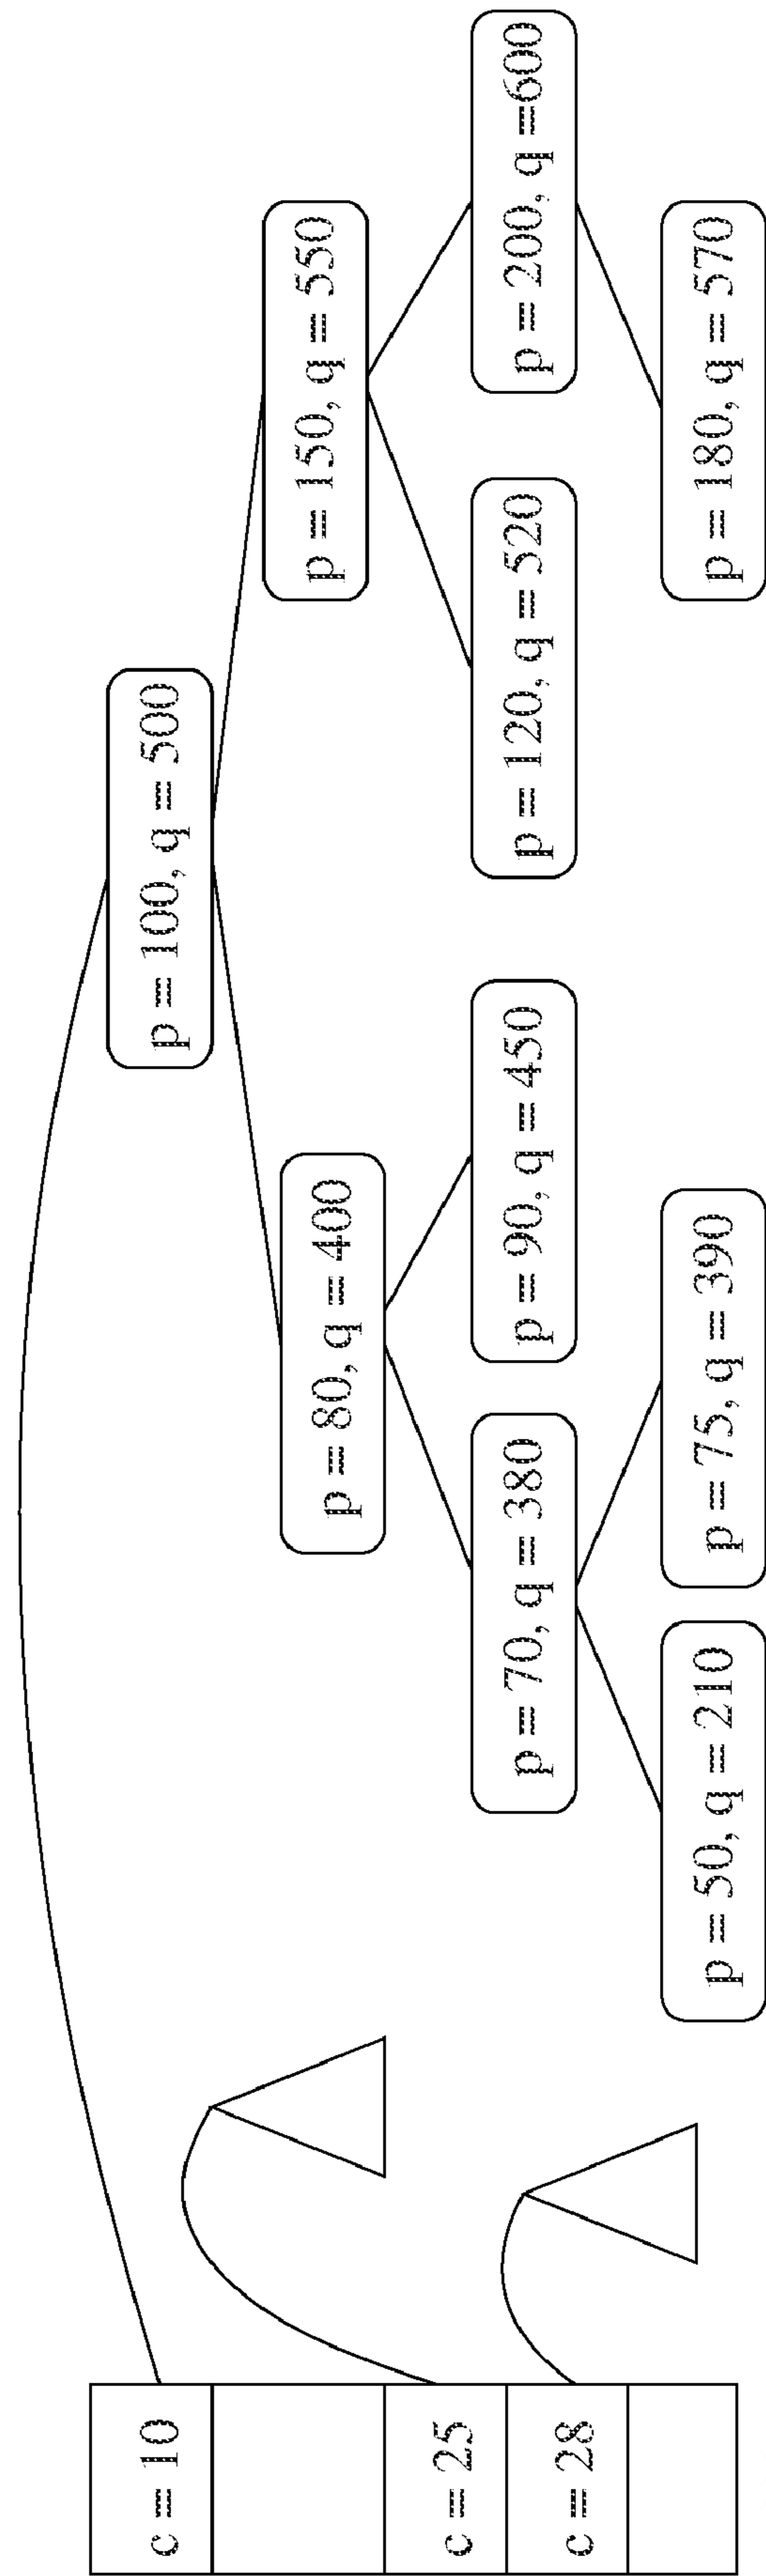 c = 10
c = 25
c = 28
p = 100, q = 500
p = 80, q = 400
p = 150, q = 550
p = 70, q = 380
p = 90, q = 450
p = 120, q = 520
p = 200, q =600
p = 50, q = 210
p = 75, q = 390
p = 180, q = 570